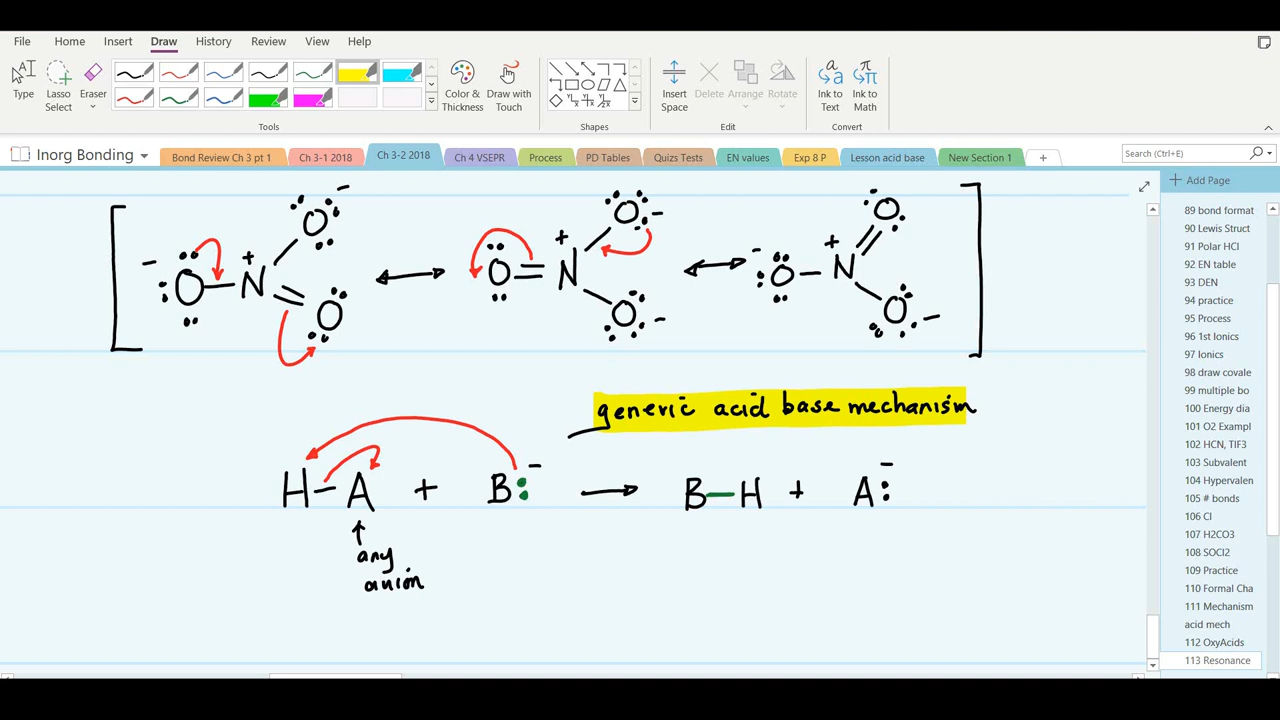 File Home Insert Draw History Review View Help
Type Lasso Select Eraser Color & Thickness Draw with Touch Insert Space Delete Arrange Rotate Ink to Text Ink to Math
Tools Shapes Edit Convert
Inorg Bonding Bond Review Ch 3 pt 1 Ch 3-1 2018 Ch 3-2 2018 Ch 4 VSEPR Process PD Tables Quizs Tests EN values Exp 8 P Lesson acid base New Section 1 + Search (Ctrl+E)
+ Add Page
89 bond format
90 Lewis Struct
91 Polar HCl
92 EN table
93 DEN
94 practice
95 Process
96 1st Ionics
97 Ionics
98 draw covale
99 multiple bo
100 Energy dia
101 O2 Exampl
102 HCN, TIF3
103 Subvalent
104 Hypervalen
105 # bonds
106 Cl
107 H2CO3
108 SOCl2
109 Practice
110 Formal Cha
111 Mechanism
acid mech
112 OxyAcids
113 Resonance
[ - :O - N+ = O O - ↔ O = N+ O - O - ↔ - :O - N+ O O - ]
generic acid base mechanism
H - A + B:- → B - H + A:-
↑
any
anion